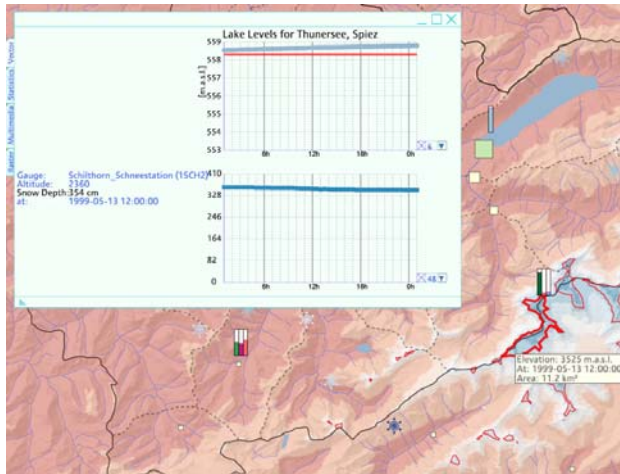 Lake Levels for Thunersee, Spiez
559
558
557
556
555
554
553
[m.a.s.l.]
6h
12h
18h
0h
6
Vector
Statistics
Multimedia
Raster
Gauge: Schilthorn_Schneestation (1SCH2)
Altitude: 2360
Snow Depth:354 cm
at: 1999-05-13 12:00:00
410
328
246
164
82
0
6h
12h
18h
0h
48
Elevation: 3525 m.a.s.l.
At: 1999-05-13 12:00:00
Area: 11.2 km²